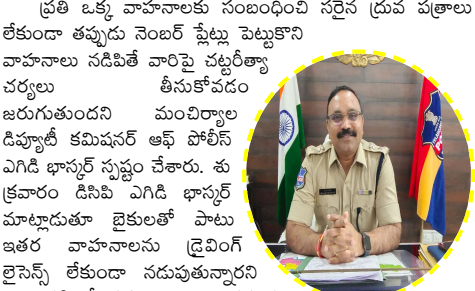 ప్రతి ఒక్క వాహనాలకు సంబంధించి సరైన ధ్రువ పత్రాలు
లేకుండా తప్పుడు నెంబర్ ప్లేట్లు పెట్టుకొని
వాహనాలు నడిపితే వారిపై చట్టరీత్యా
చర్యలు తీసుకోవడం
జరుగుతుందని మంచిర్యాల
డిప్యూటీ కమిషనర్ ఆఫ్ పోలీస్
ఎగిడి భాస్కర్ స్పష్టం చేశారు. శు
క్రవారం డిసిపి ఎగిడి భాస్కర్
మాట్లాడుతూ బైకులతో పాటు
ఇతర వాహనాలను డ్రైవింగ్
లైసెన్స్ లేకుండా నడుపుతున్నారని